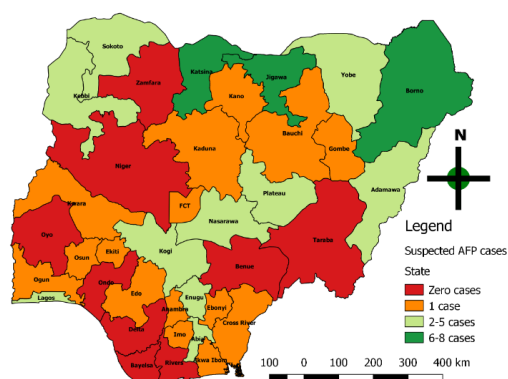 Sokoto
Katsina
Jigawa
Yobe
Borno
Zamfara
Kebbi
Kano
Kaduna
Bauchi
Gombe
Niger
Adamawa
Plateau
FCT
Kwara
Nasarawa
Taraba
Oyo
Kogi
Benue
Osun
Ekiti
Ogun
Ondo
Edo
Lagos
Enugu
Anambra
Ebonyi
Cross River
Delta
Imo
Abia
Akwa Ibom
Bayelsa
Rivers
N
Legend
Suspected AFP cases
State
Zero cases
1 case
2-5 cases
6-8 cases
100 0 100 200 300 400 km